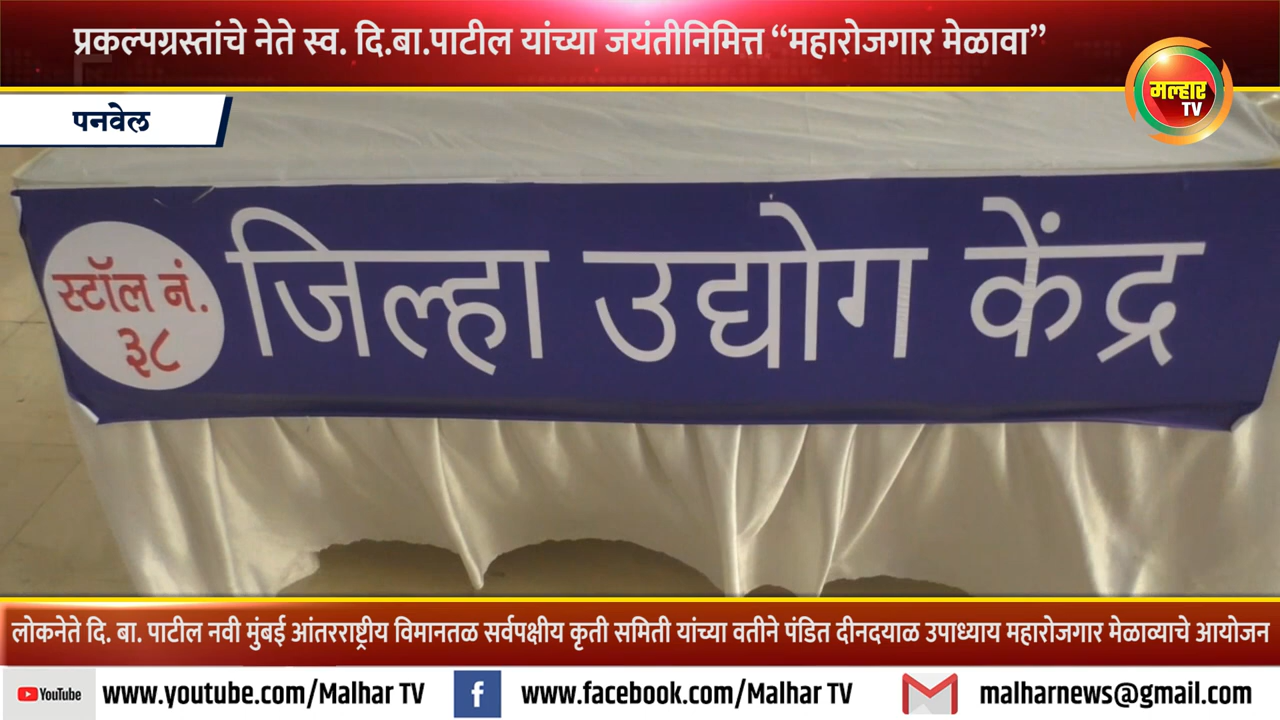 प्रकल्पग्रस्तांचे नेते स्व. दि.बा.पाटील यांच्या जयंतीनिमित्त “महारोजगार मेळावा”
मल्हार
TV
पनवेल
स्टॉल नं.
३८
जिल्हा उद्योग केंद्र
लोकनेते दि. बा. पाटील नवी मुंबई आंतरराष्ट्रीय विमानतळ सर्वपक्षीय कृती समिती यांच्या वतीने पंडित दीनदयाळ उपाध्याय महारोजगार मेळाव्याचे आयोजन
YouTube www.youtube.com/Malhar TV www.facebook.com/Malhar TV malharnews@gmail.com